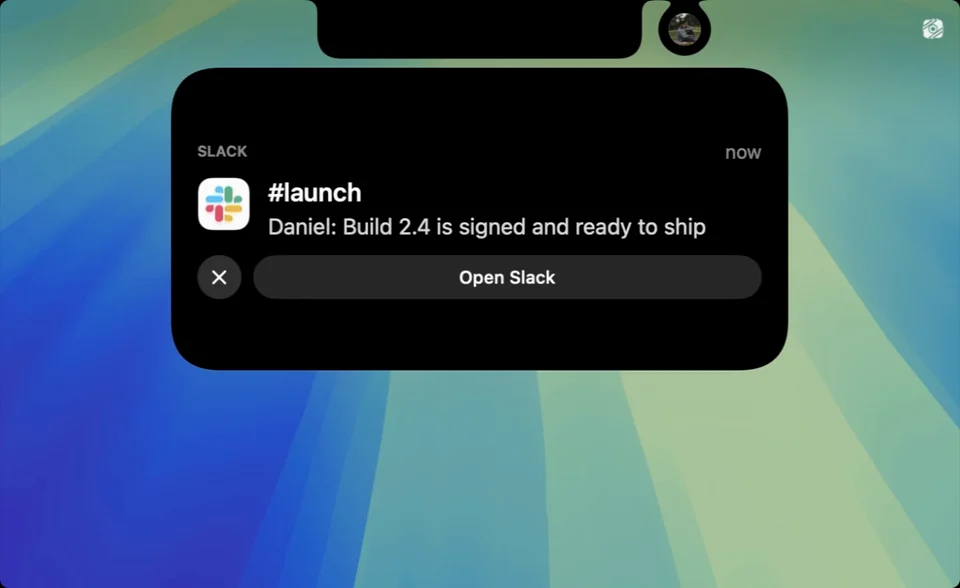 SLACK
now
#launch
Daniel: Build 2.4 is signed and ready to ship
Open Slack